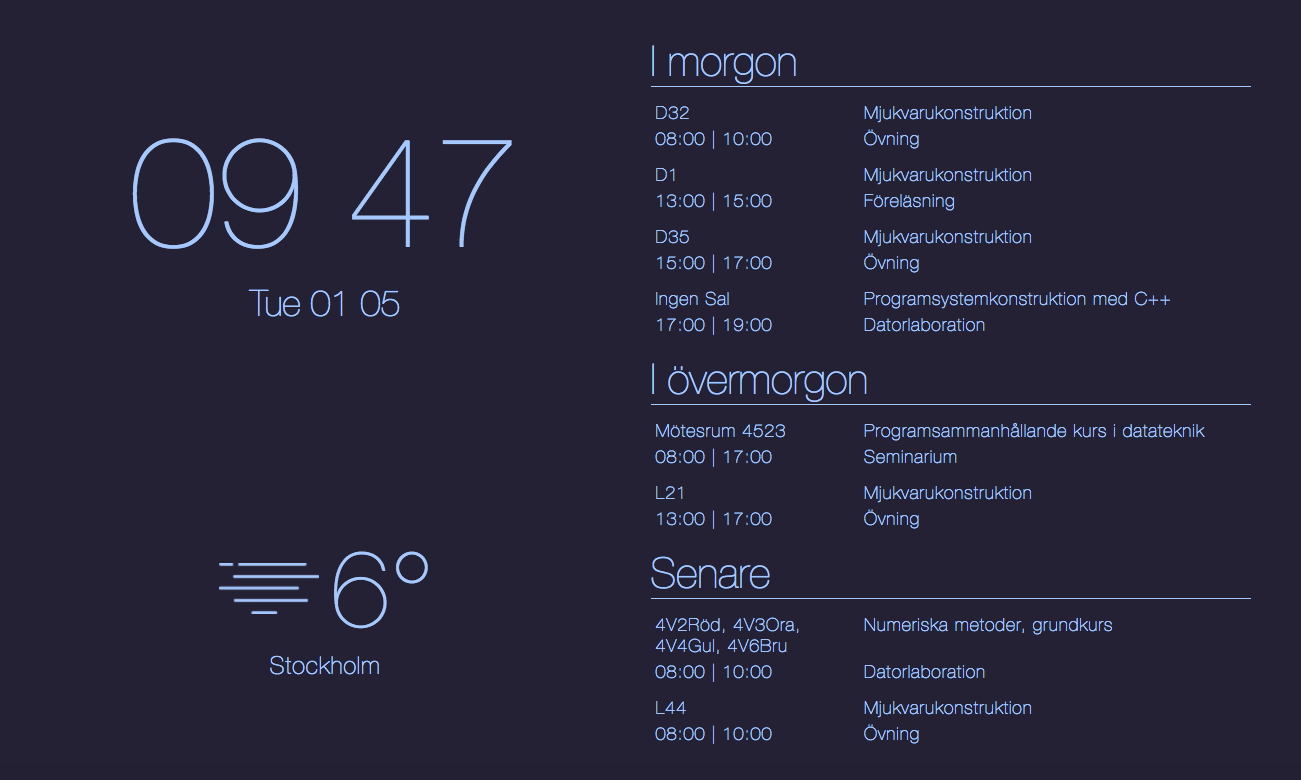 09 47
Tue 01 05
6°
Stockholm
I morgon
D32 Mjukvarukonstruktion
08:00 | 10:00 Övning
D1 Mjukvarukonstruktion
13:00 | 15:00 Föreläsning
D35 Mjukvarukonstruktion
15:00 | 17:00 Övning
Ingen Sal Programsystemkonstruktion med C++
17:00 | 19:00 Datorlaboration
I övermorgon
Mötesrum 4523 Programsammanhållande kurs i datateknik
08:00 | 17:00 Seminarium
L21 Mjukvarukonstruktion
13:00 | 17:00 Övning
Senare
4V2Röd, 4V3Ora, Numeriska metoder, grundkurs
4V4Gul, 4V6Bru
08:00 | 10:00 Datorlaboration
L44 Mjukvarukonstruktion
08:00 | 10:00 Övning